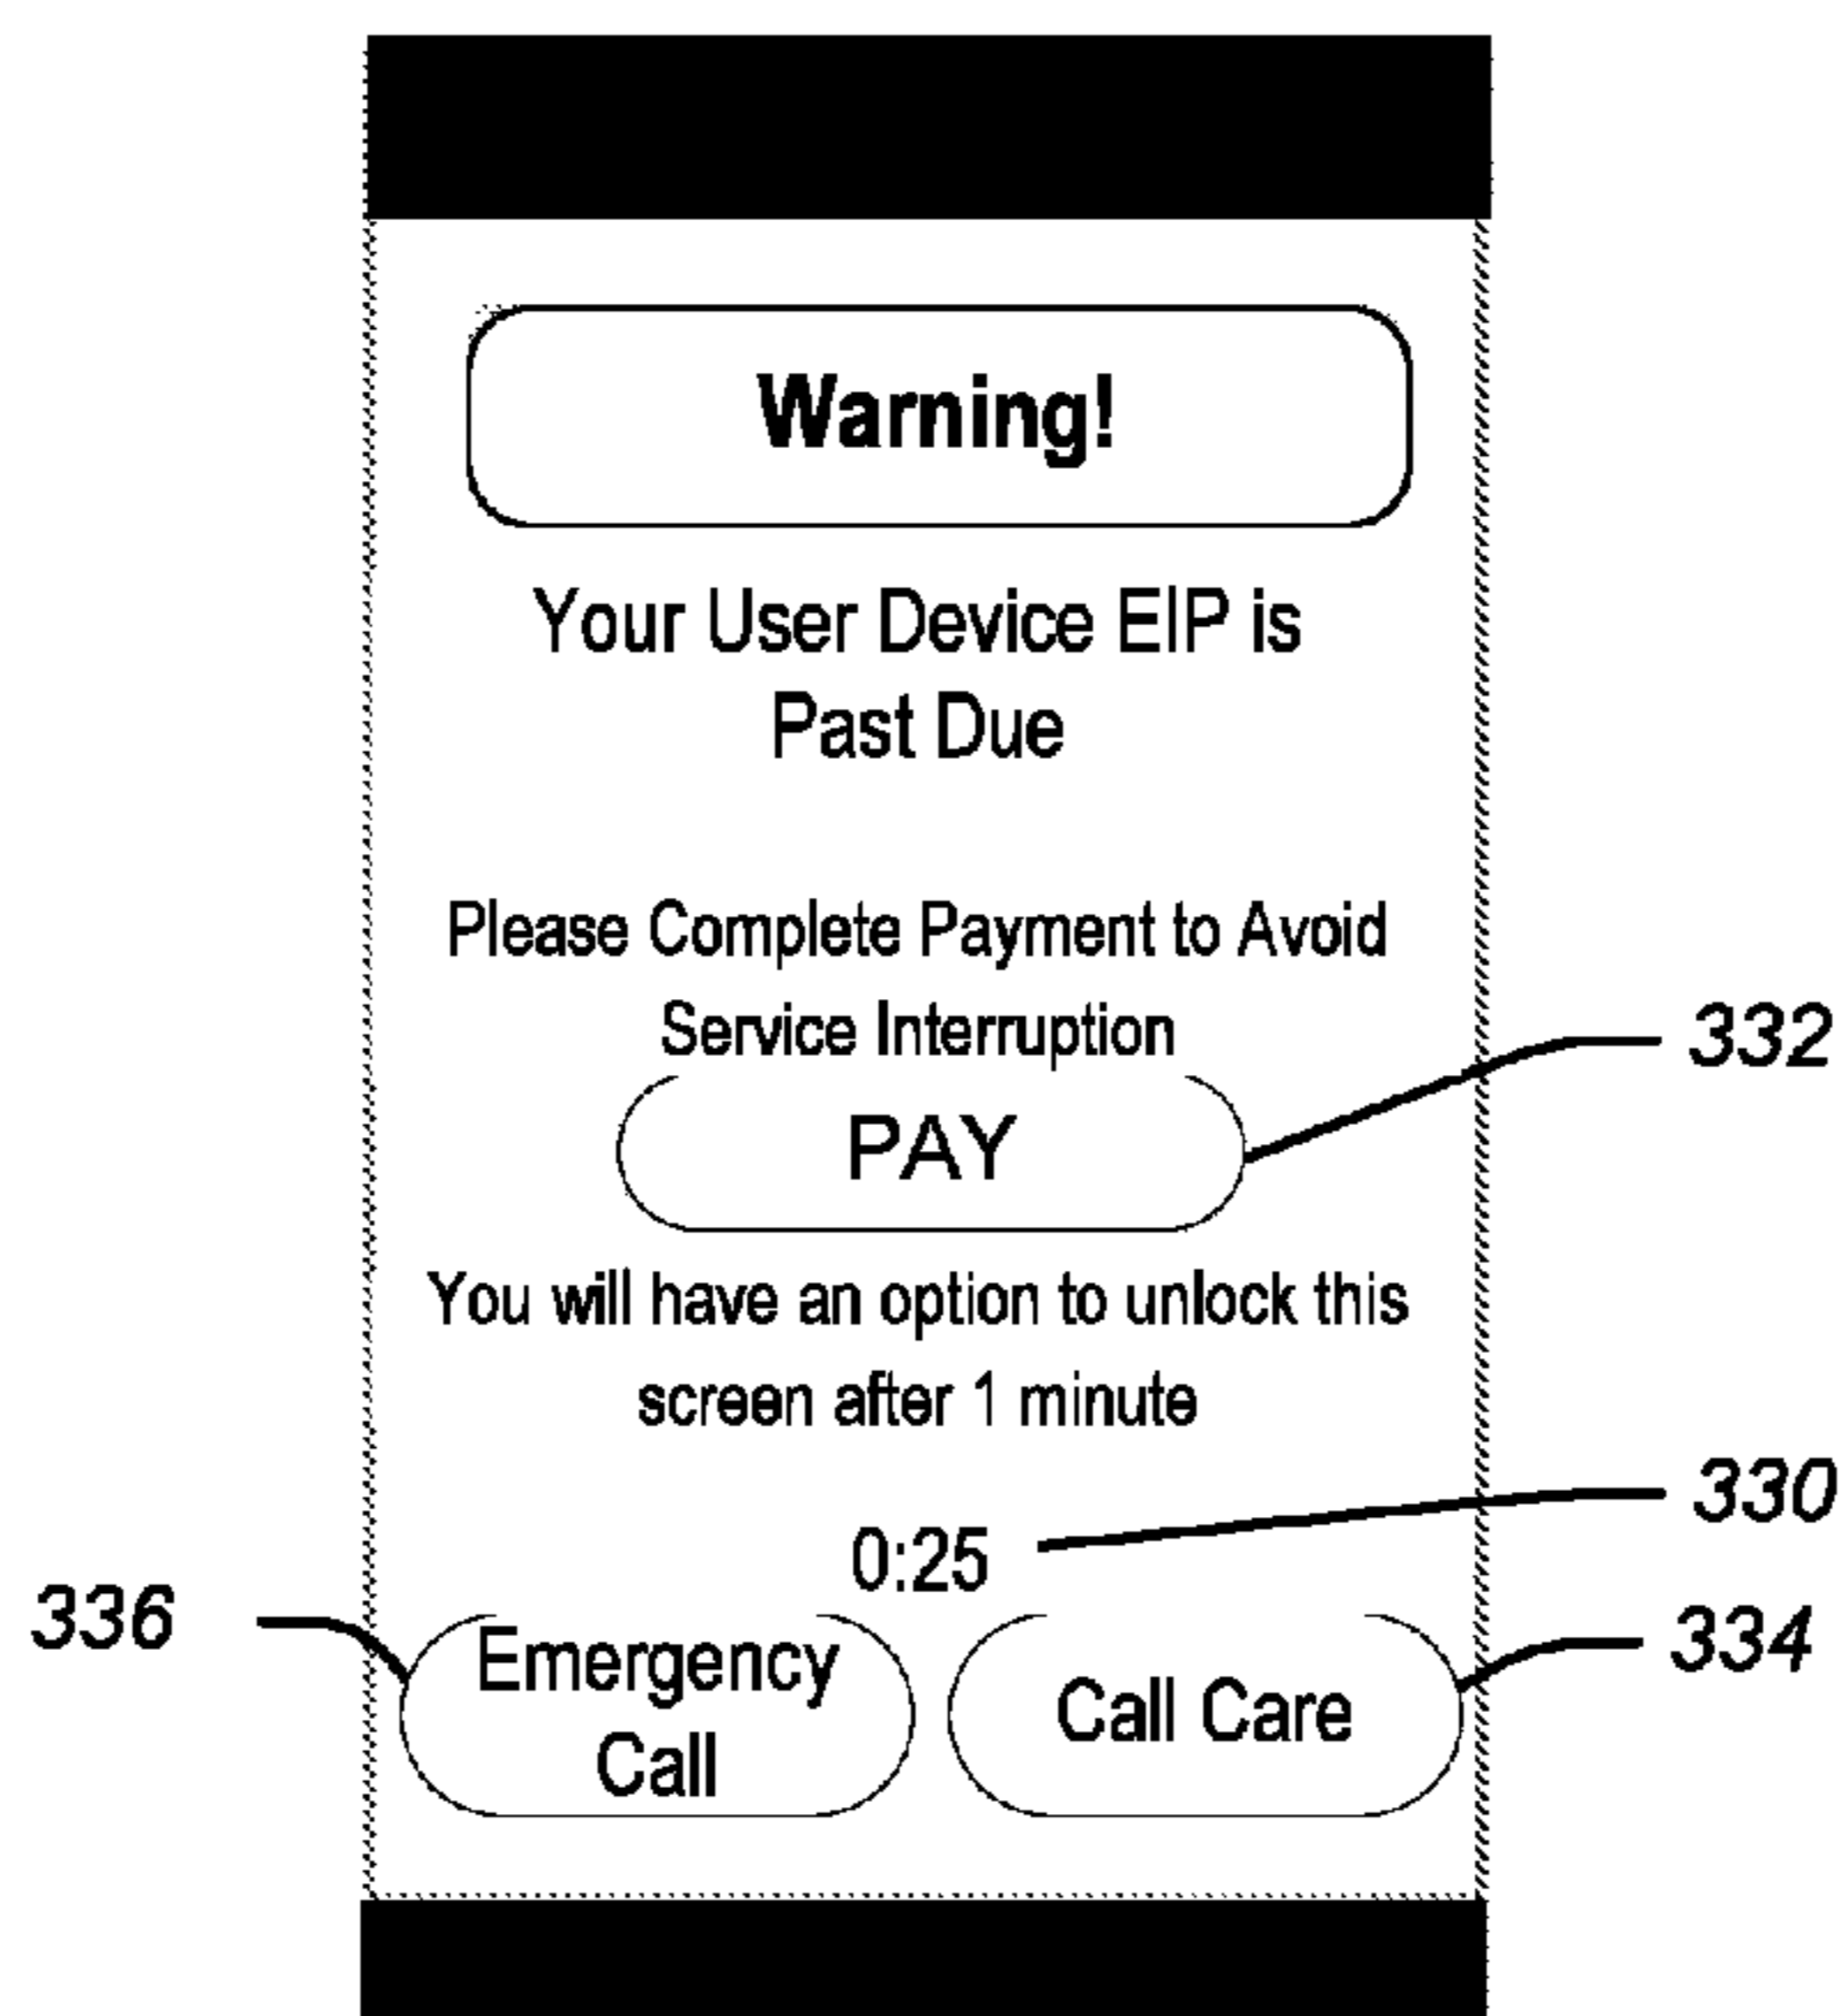 Warning!
Your User Device EIP is
Past Due
Please Complete Payment to Avoid
Service Interruption
332
PAY
You will have an option to unlock this
screen after 1 minute
330
0:25
336
Emergency
Call
334
Call Care